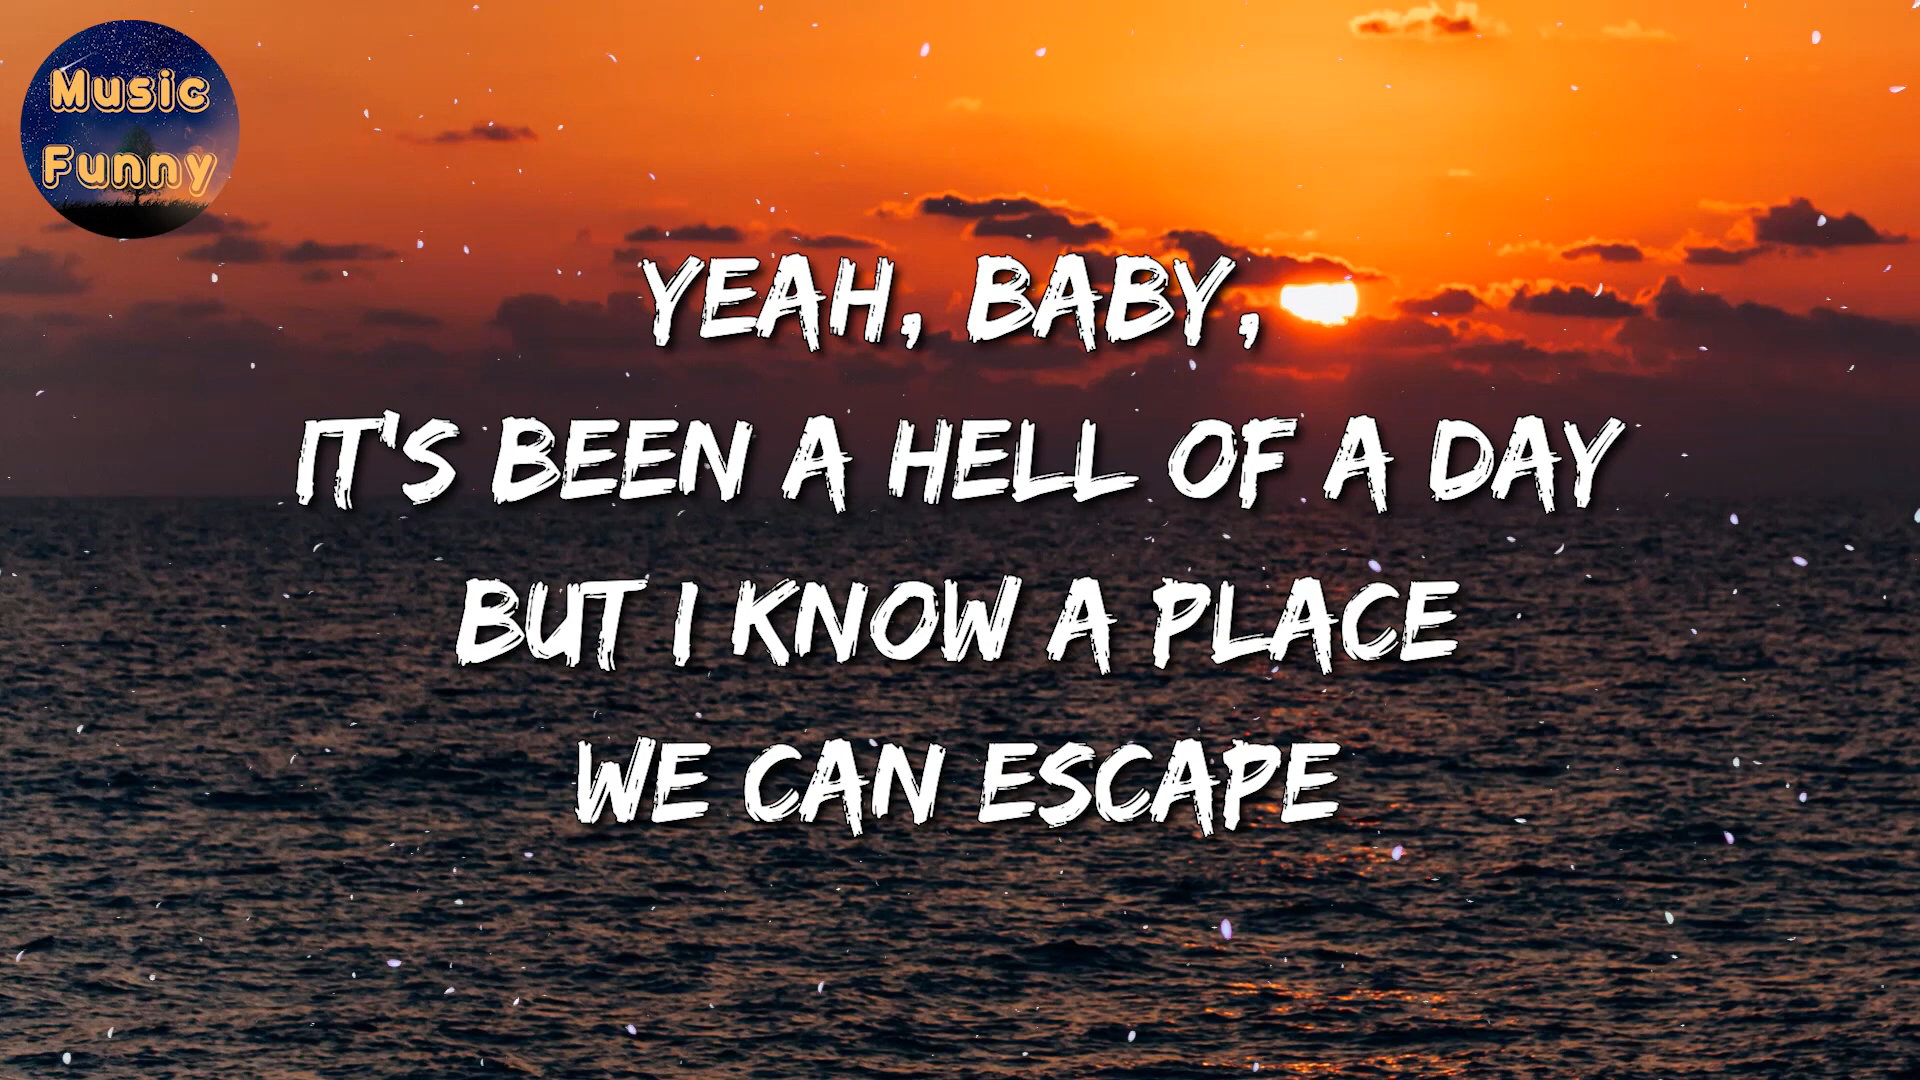 Music
Funny
YEAH, BABY,
IT'S BEEN A HELL OF A DAY
BUT I KNOW A PLACE
WE CAN ESCAPE